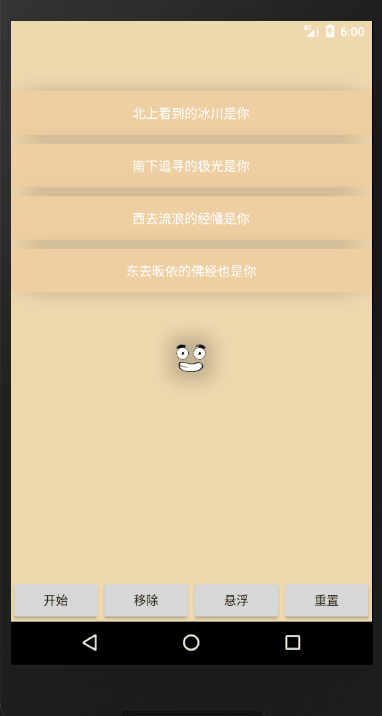 6:00
北上看到的冰川是你
南下追寻的极光是你
西去流浪的经幡是你
东去皈依的佛经也是你
开始
移除
悬浮
重置